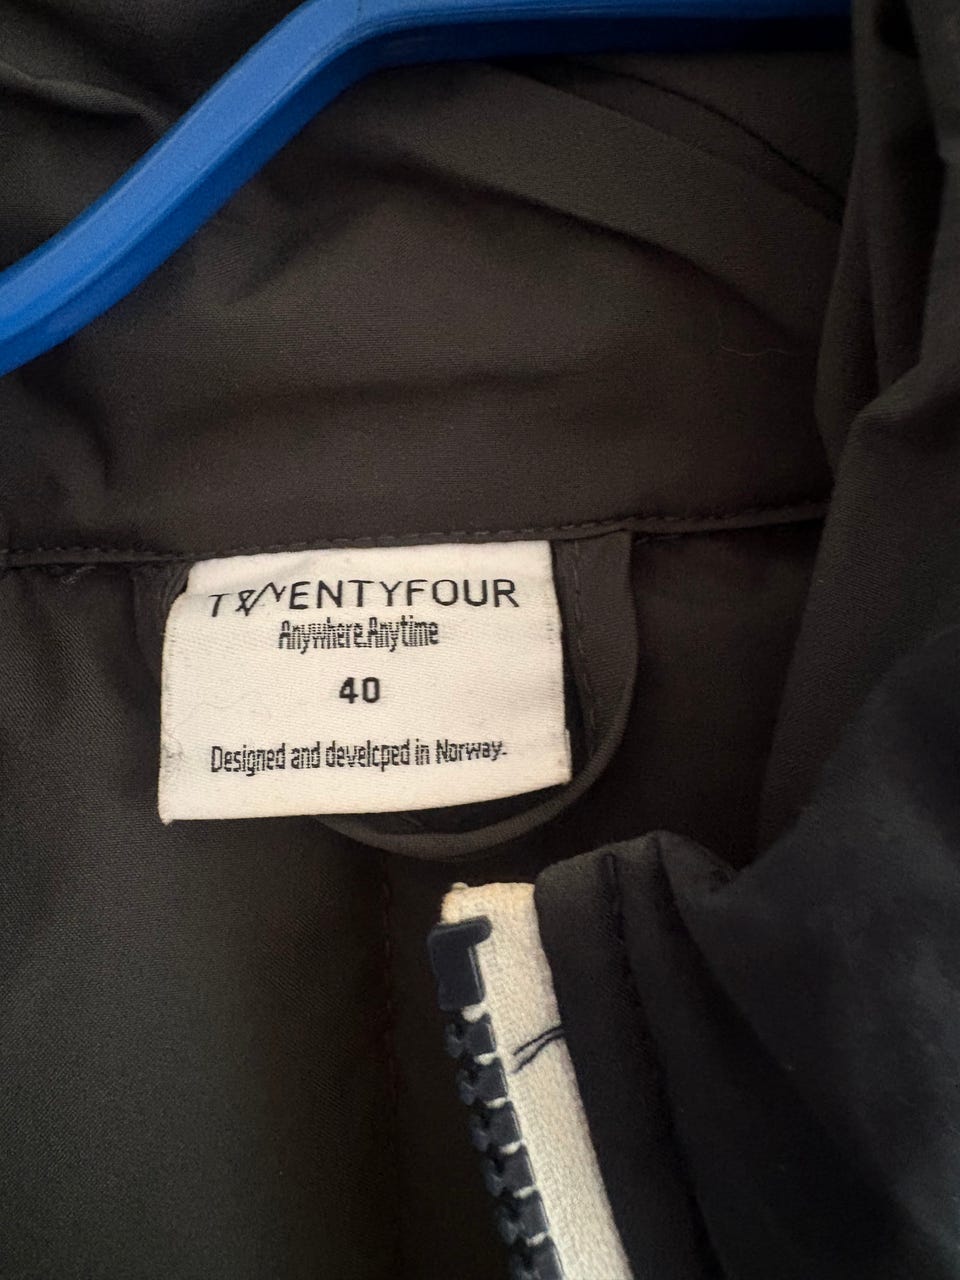 TWENTYFOUR
Anywhere.Anytime
40
Designed and develcped in Norway.